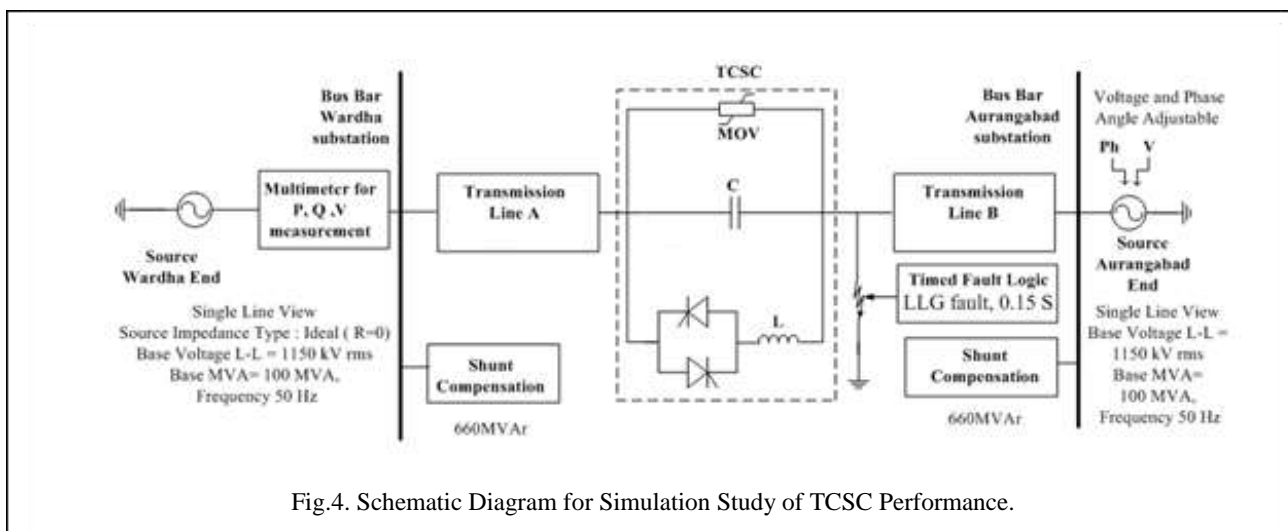 TCSC
MOV
C
L
Bus Bar
Wardha
substation
Multimeter for
P, Q ,V
measurement
Transmission
Line A
Source
Wardha End
Single Line View
Source Impedance Type : Ideal ( R=0)
Base Voltage L-L = 1150 kV rms
Base MVA= 100 MVA,
Frequency 50 Hz
Shunt
Compensation
660MVAr
Bus Bar
Aurangabad
substation
Transmission
Line B
Timed Fault Logic
LLG fault, 0.15 S
Shunt
Compensation
660MVAr
Voltage and Phase
Angle Adjustable
Ph V
Source
Aurangabad
End
Single Line View
Base Voltage L-L =
1150 kV rms
Base MVA=
100 MVA,
Frequency 50 Hz
Fig.4. Schematic Diagram for Simulation Study of TCSC Performance.